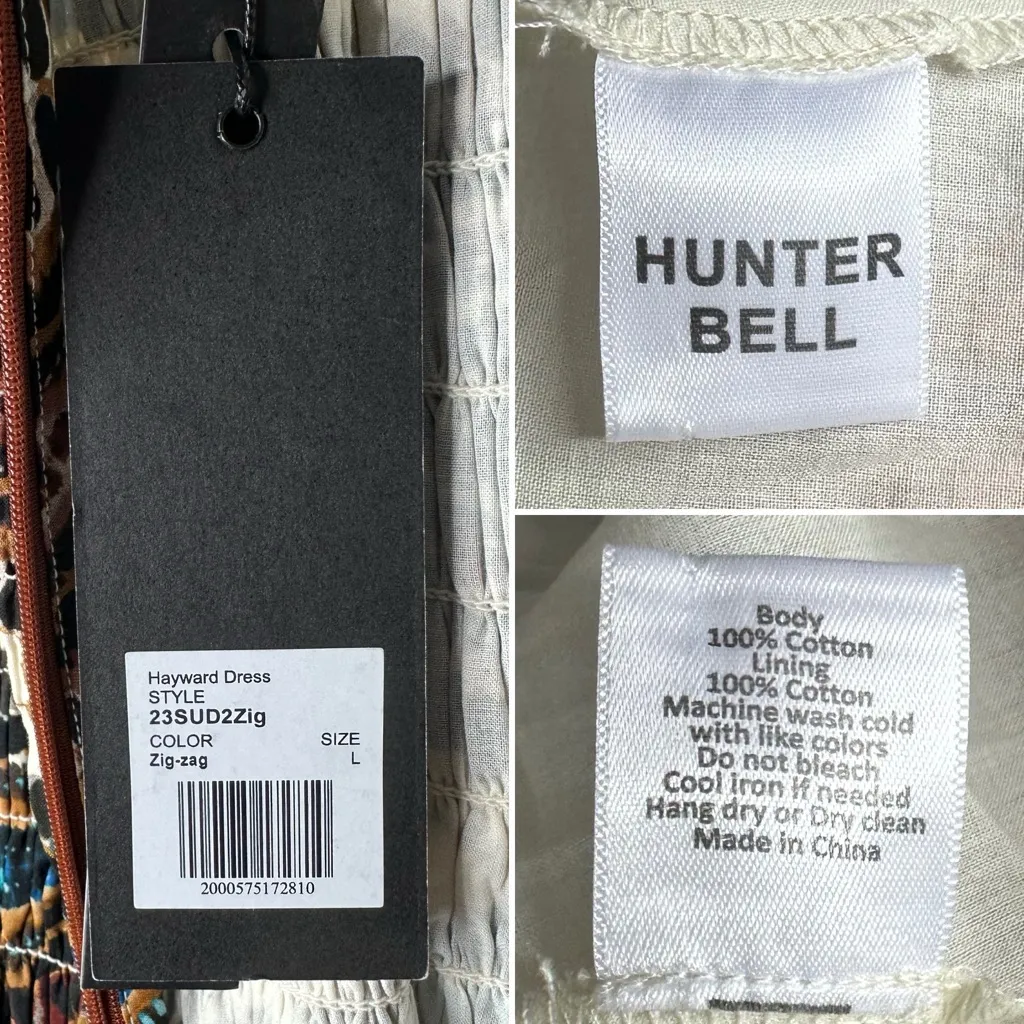 Hayward Dress
STYLE
23SUD2Zig
COLOR SIZE
Zig-zag L
2000575172810
HUNTER
BELL
Body
100% Cotton
Lining
100% Cotton
Machine wash cold
with like colors
Do not bleach
Cool iron if needed
Hang dry or Dry clean
Made in China